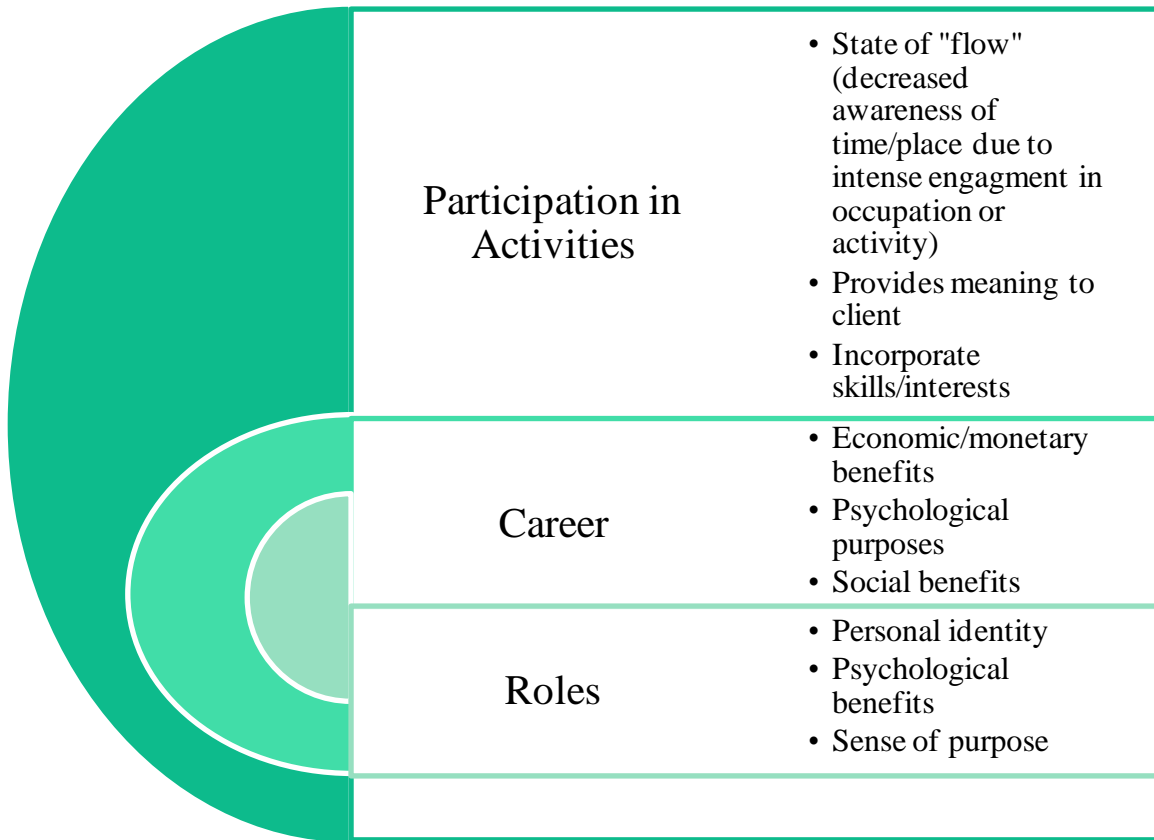 Participation in
Activities
• State of "flow"
(decreased
awareness of
time/place due to
intense engagment in
occupation or
activity)
• Provides meaning to
client
• Incorporate
skills/interests
Career
• Economic/monetary
benefits
• Psychological
purposes
• Social benefits
Roles
• Personal identity
• Psychological
benefits
• Sense of purpose